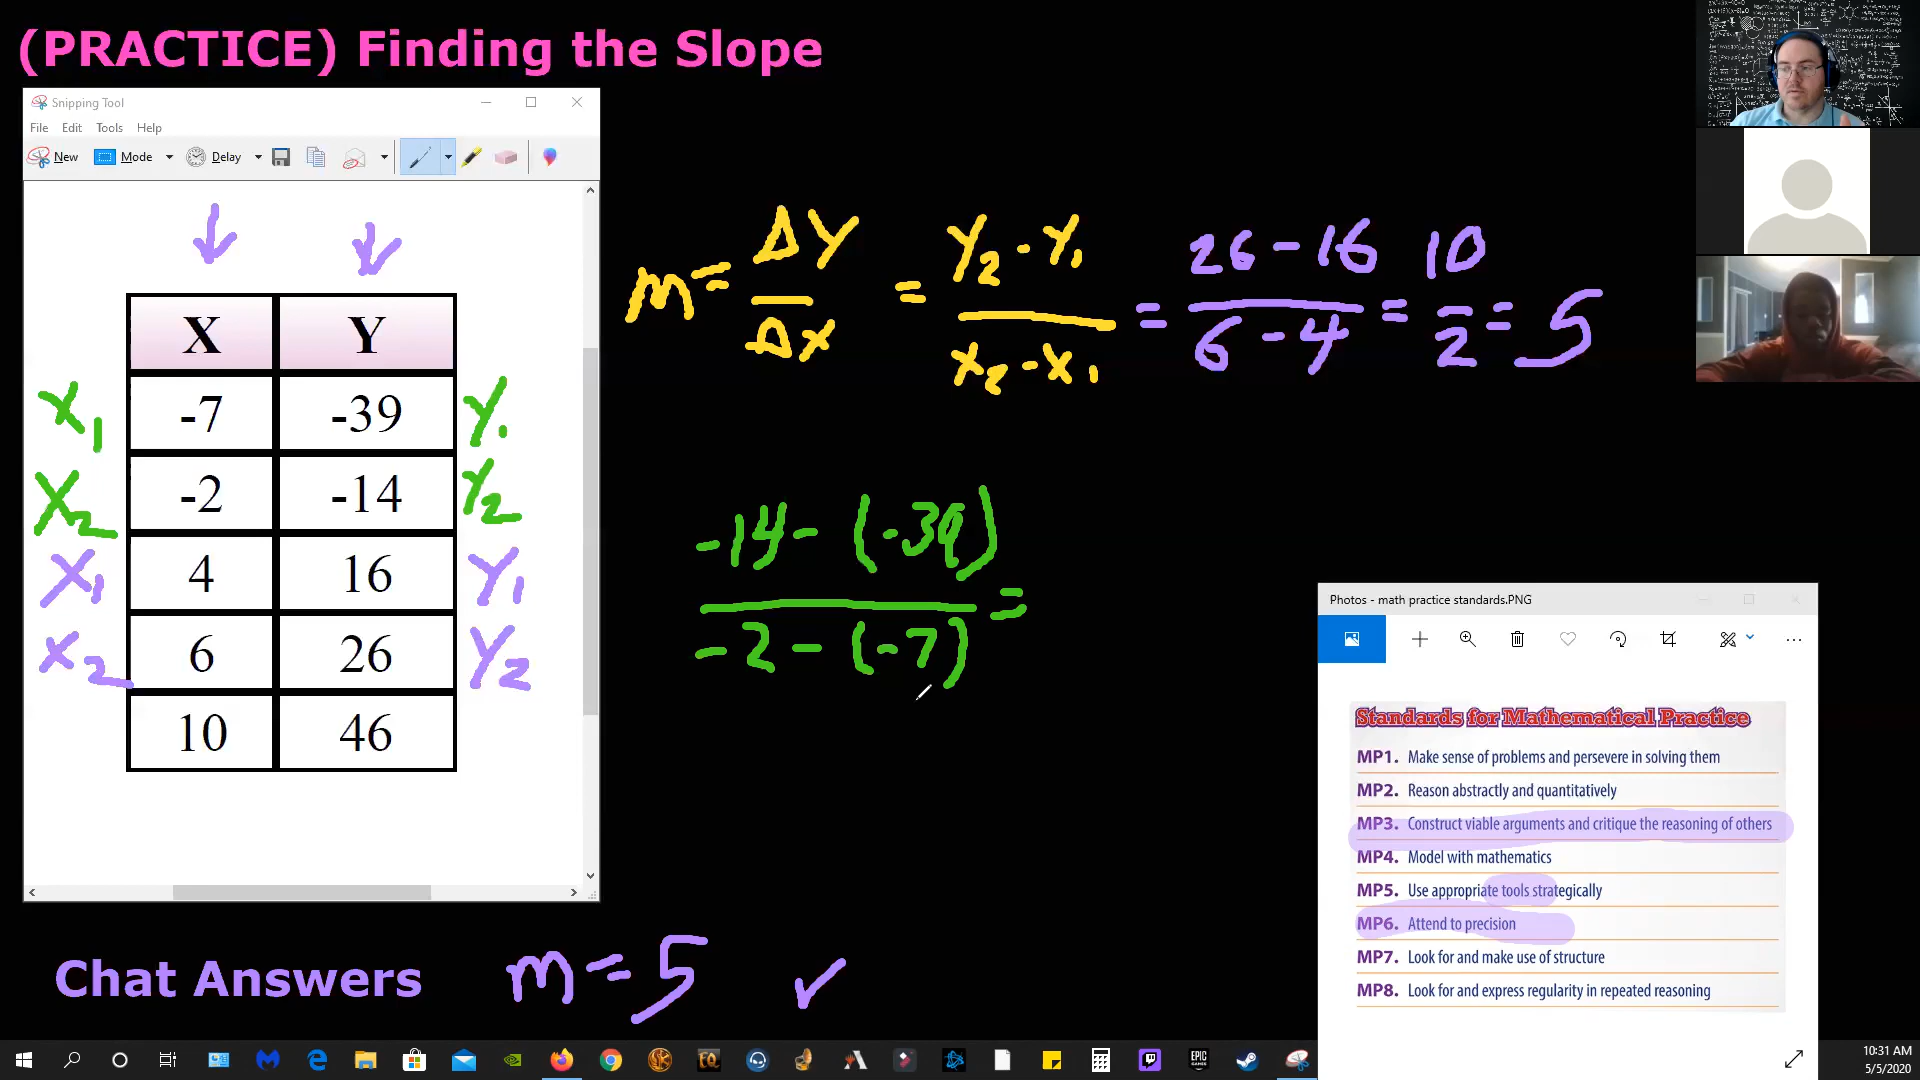 (PRACTICE) Finding the Slope
Snipping Tool
File Edit Tools Help
New Mode Delay
X Y
X1 -7 -39 Y1
X2 -2 -14 Y2
X1 4 16 Y1
X2 6 26 Y2
10 46
m = ΔY/ΔX = Y2 - Y1/X2 - X1 = 26 - 16/6 - 4 = 10/2 = 5
-14 - (-39)/-2 - (-7) =
Chat Answers m = 5 ✓
Photos - math practice standards.PNG
Standards for Mathematical Practice
MP1. Make sense of problems and persevere in solving them
MP2. Reason abstractly and quantitatively
MP3. Construct viable arguments and critique the reasoning of others
MP4. Model with mathematics
MP5. Use appropriate tools strategically
MP6. Attend to precision
MP7. Look for and make use of structure
MP8. Look for and express regularity in repeated reasoning
EPIC GAMES
10:31 AM
5/5/2020